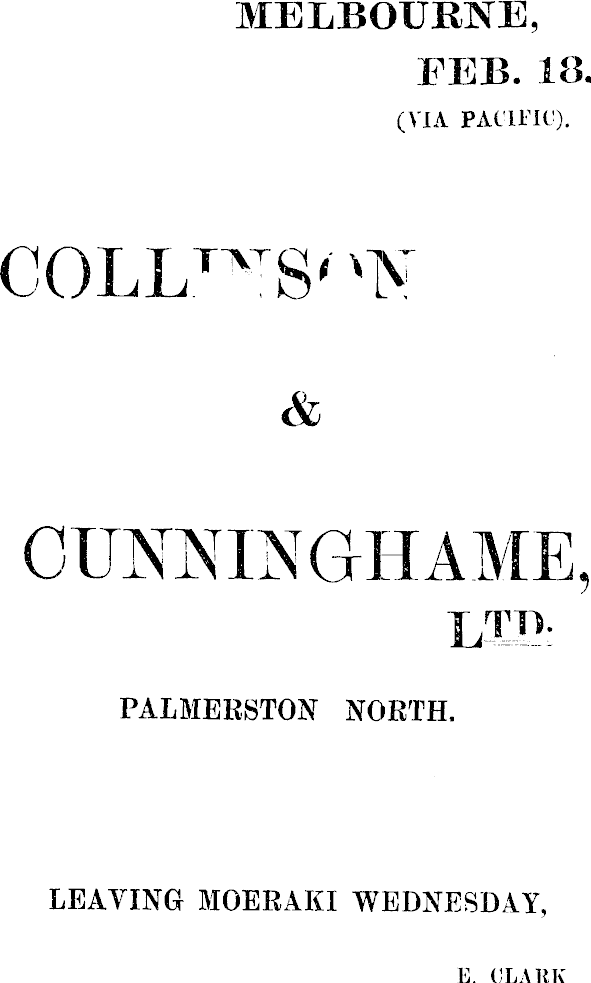 MELBOURNE,
FEB. 18.
(VIA PACIFIC).
COLLINSON
&
CUNNINGHAME,
LTD.
PALMERSTON NORTH.
LEAVING MOERAKI WEDNESDAY,
E. CLARK